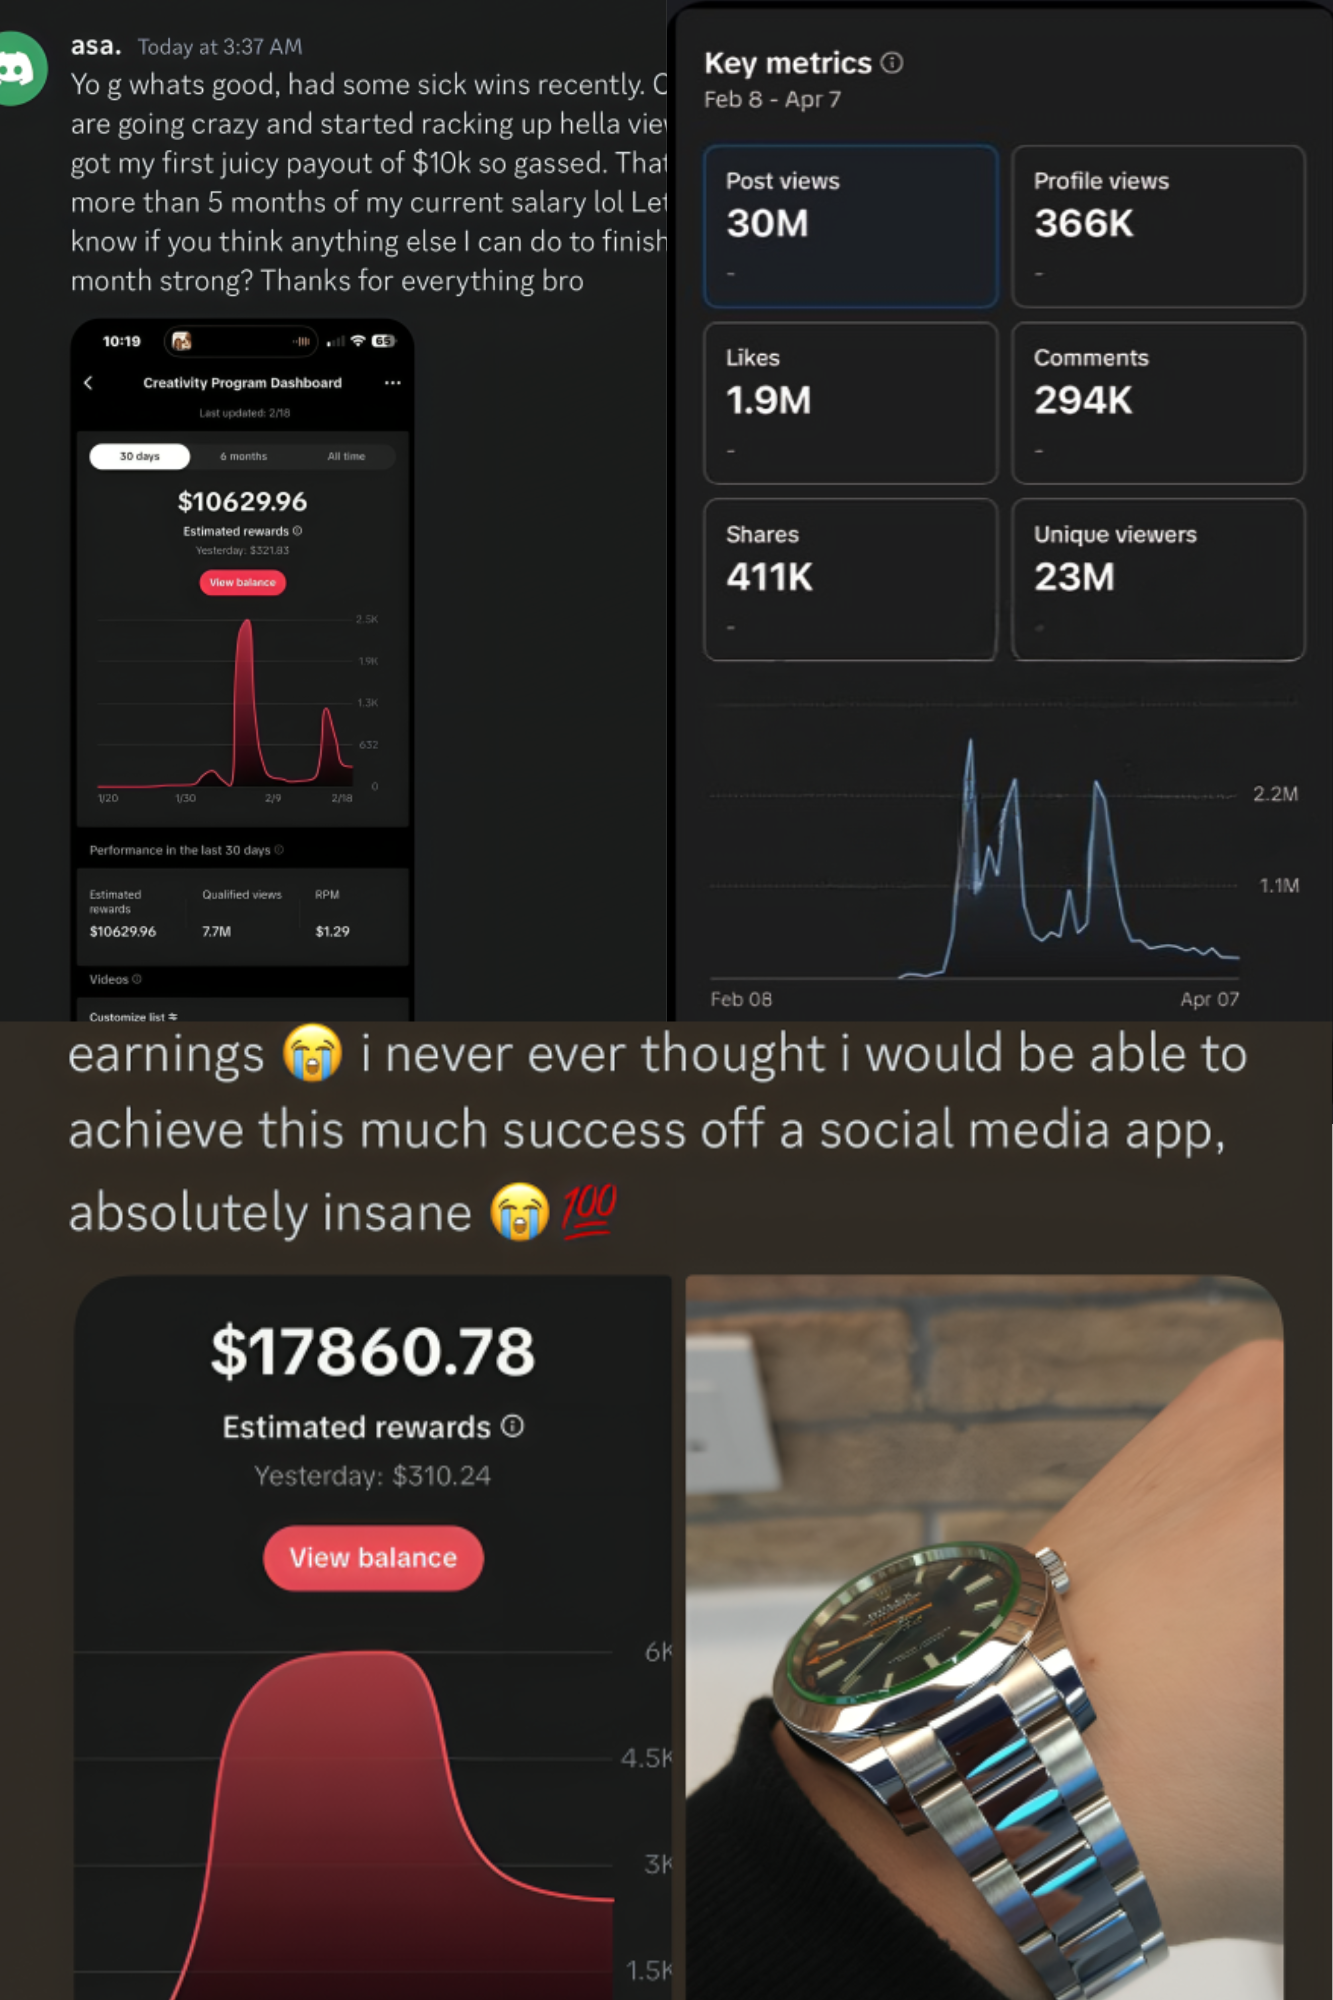 asa. Today at 3:37 AM
Yo g whats good, had some sick wins recently.
are going crazy and started racking up hella
got my first juicy payout of $10k so gassed.
more than 5 months of my current salary lol
know if you think anything else I can do to finish
month strong? Thanks for everything bro
10:19
65
Creativity Program Dashboard
Last updated: 2/18
30 days 6 months All time
$10629.96
Estimated rewards
Yesterday: $321.83
View balance
2.5K
1.9K
1.3K
632
0
1/20 1/30 2/9 2/18
Performance in the last 30 days
Estimated rewards Qualified views RPM
$10629.96 7.7M $1.29
Videos
Customize list
Key metrics
Feb 8 - Apr 7
Post views Profile views
30M 366K
- -
Likes Comments
1.9M 294K
- -
Shares Unique viewers
411K 23M
- -
2.2M
1.1M
Feb 08 Apr 07
earnings 😭 i never ever thought i would be able to
achieve this much success off a social media app,
absolutely insane 😭 💯
$17860.78
Estimated rewards
Yesterday: $310.24
View balance
6K
4.5K
3K
1.5K
ROLEX